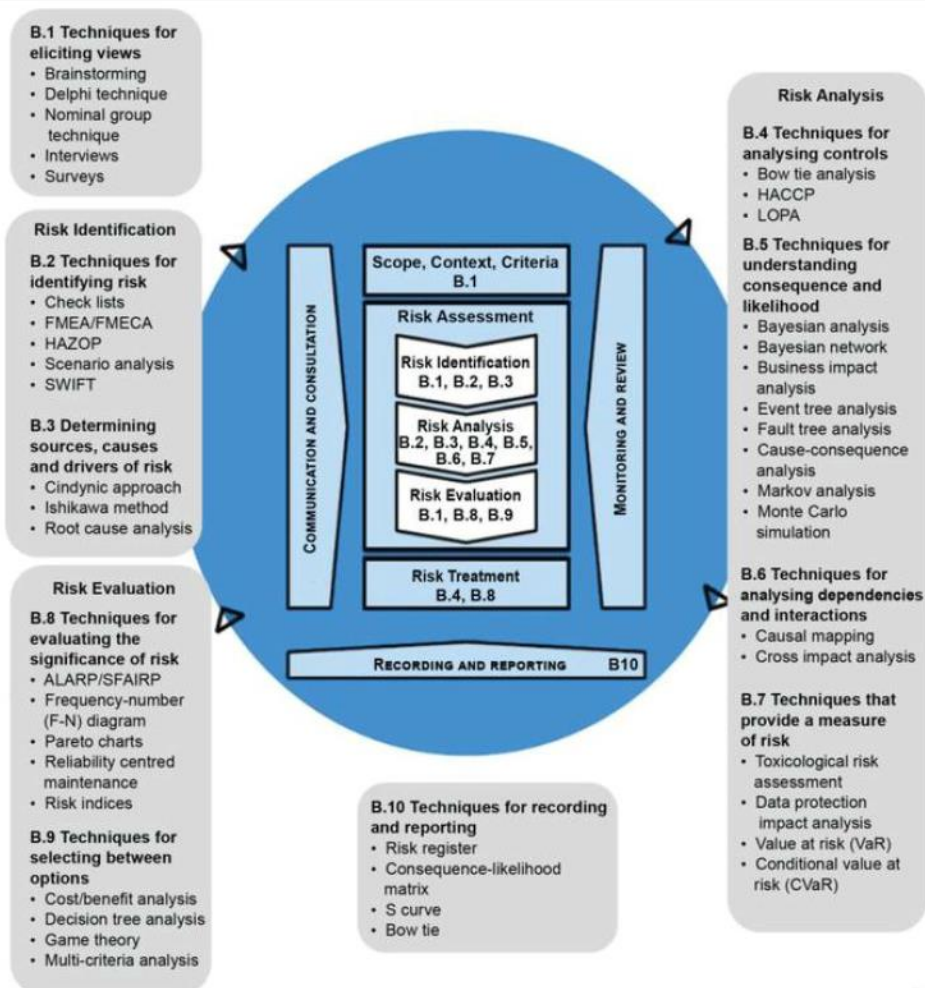 B.1 Techniques for
eliciting views
• Brainstorming
• Delphi technique
• Nominal group
technique
• Interviews
• Surveys
Risk Identification
B.2 Techniques for
identifying risk
• Check lists
• FMEA/FMECA
• HAZOP
• Scenario analysis
• SWIFT
B.3 Determining
sources, causes
and drivers of risk
• Cindynic approach
• Ishikawa method
• Root cause analysis
Risk Evaluation
B.8 Techniques for
evaluating the
significance of risk
• ALARP/SFAIRP
• Frequency-number
(F-N) diagram
• Pareto charts
• Reliability centred
maintenance
• Risk indices
B.9 Techniques for
selecting between
options
• Cost/benefit analysis
• Decision tree analysis
• Game theory
• Multi-criteria analysis
COMMUNICATION AND CONSULTATION
Scope, Context, Criteria
B.1
Risk Assessment
Risk Identification
B.1, B.2, B.3
Risk Analysis
B.2, B.3, B.4, B.5,
B.6, B.7
Risk Evaluation
B.1, B.8, B.9
Risk Treatment
B.4, B.8
MONITORING AND REVIEW
RECORDING AND REPORTING B10
B.10 Techniques for recording
and reporting
• Risk register
• Consequence-likelihood
matrix
• S curve
• Bow tie
Risk Analysis
B.4 Techniques for
analysing controls
• Bow tie analysis
• HACCP
• LOPA
B.5 Techniques for
understanding
consequence and
likelihood
• Bayesian analysis
• Bayesian network
• Business impact
analysis
• Event tree analysis
• Fault tree analysis
• Cause-consequence
analysis
• Markov analysis
• Monte Carlo
simulation
B.6 Techniques for
analysing dependencies
and interactions
• Causal mapping
• Cross impact analysis
B.7 Techniques that
provide a measure
of risk
• Toxicological risk
assessment
• Data protection
impact analysis
• Value at risk (VaR)
• Conditional value at
risk (CVaR)